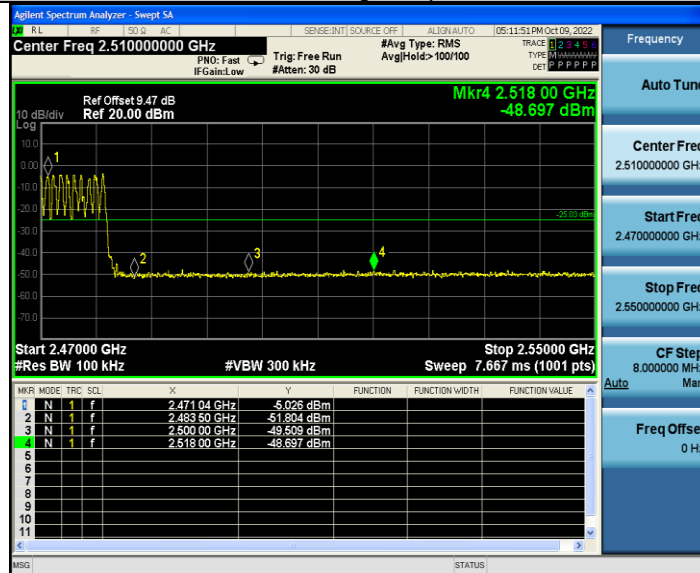 Agilent Spectrum Analyzer - Swept SA
RL RF 50 Ω AC SENSE:INT SOURCE OFF ALIGNAUTO 05:11:51 PM Oct 09, 2022
Center Freq 2.510000000 GHz
PNO: Fast
IFGain:Low
Trig: Free Run
#Atten: 30 dB
#Avg Type: RMS
Avg|Hold:>100/100
TRACE 1 2 3 4 5 6
TYPE M
DET P P P P P P
Frequency
Auto Tune
Center Freq
2.510000000 GHz
Start Freq
2.470000000 GHz
Stop Freq
2.550000000 GHz
CF Step
8.000000 MHz
Auto Man
Freq Offset
0 Hz
Mkr4 2.518 00 GHz
-48.697 dBm
Ref Offset 9.47 dB
10 dB/div Ref 20.00 dBm
Log
10.0
0.00
-10.0
-20.0
-30.0
-40.0
-50.0
-60.0
-70.0
1
2
3
4
-25.03 dBm
Start 2.47000 GHz Stop 2.55000 GHz
#Res BW 100 kHz #VBW 300 kHz Sweep 7.667 ms (1001 pts)
MKR MODE TRC SCL X Y FUNCTION FUNCTION WIDTH FUNCTION VALUE
1 N 1 f 2.471 04 GHz -5.026 dBm
2 N 1 f 2.483 50 GHz -51.804 dBm
3 N 1 f 2.500 00 GHz -49.509 dBm
4 N 1 f 2.518 00 GHz -48.697 dBm
5
6
7
8
9
10
11
MSG STATUS